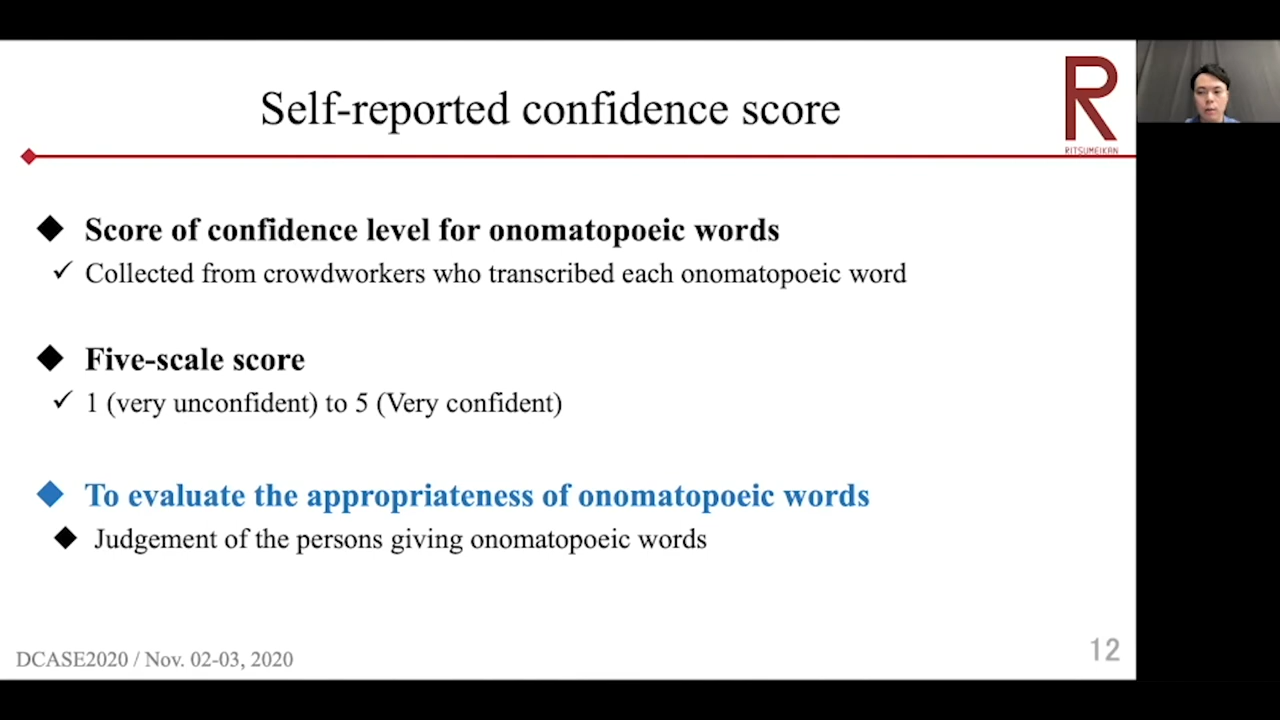 Self-reported confidence score
R
RITSUMEIKAN
◆ Score of confidence level for onomatopoeic words
✓ Collected from crowdworkers who transcribed each onomatopoeic word
◆ Five-scale score
✓ 1 (very unconfident) to 5 (Very confident)
◆ To evaluate the appropriateness of onomatopoeic words
◆ Judgement of the persons giving onomatopoeic words
DCASE2020 / Nov. 02-03, 2020
12